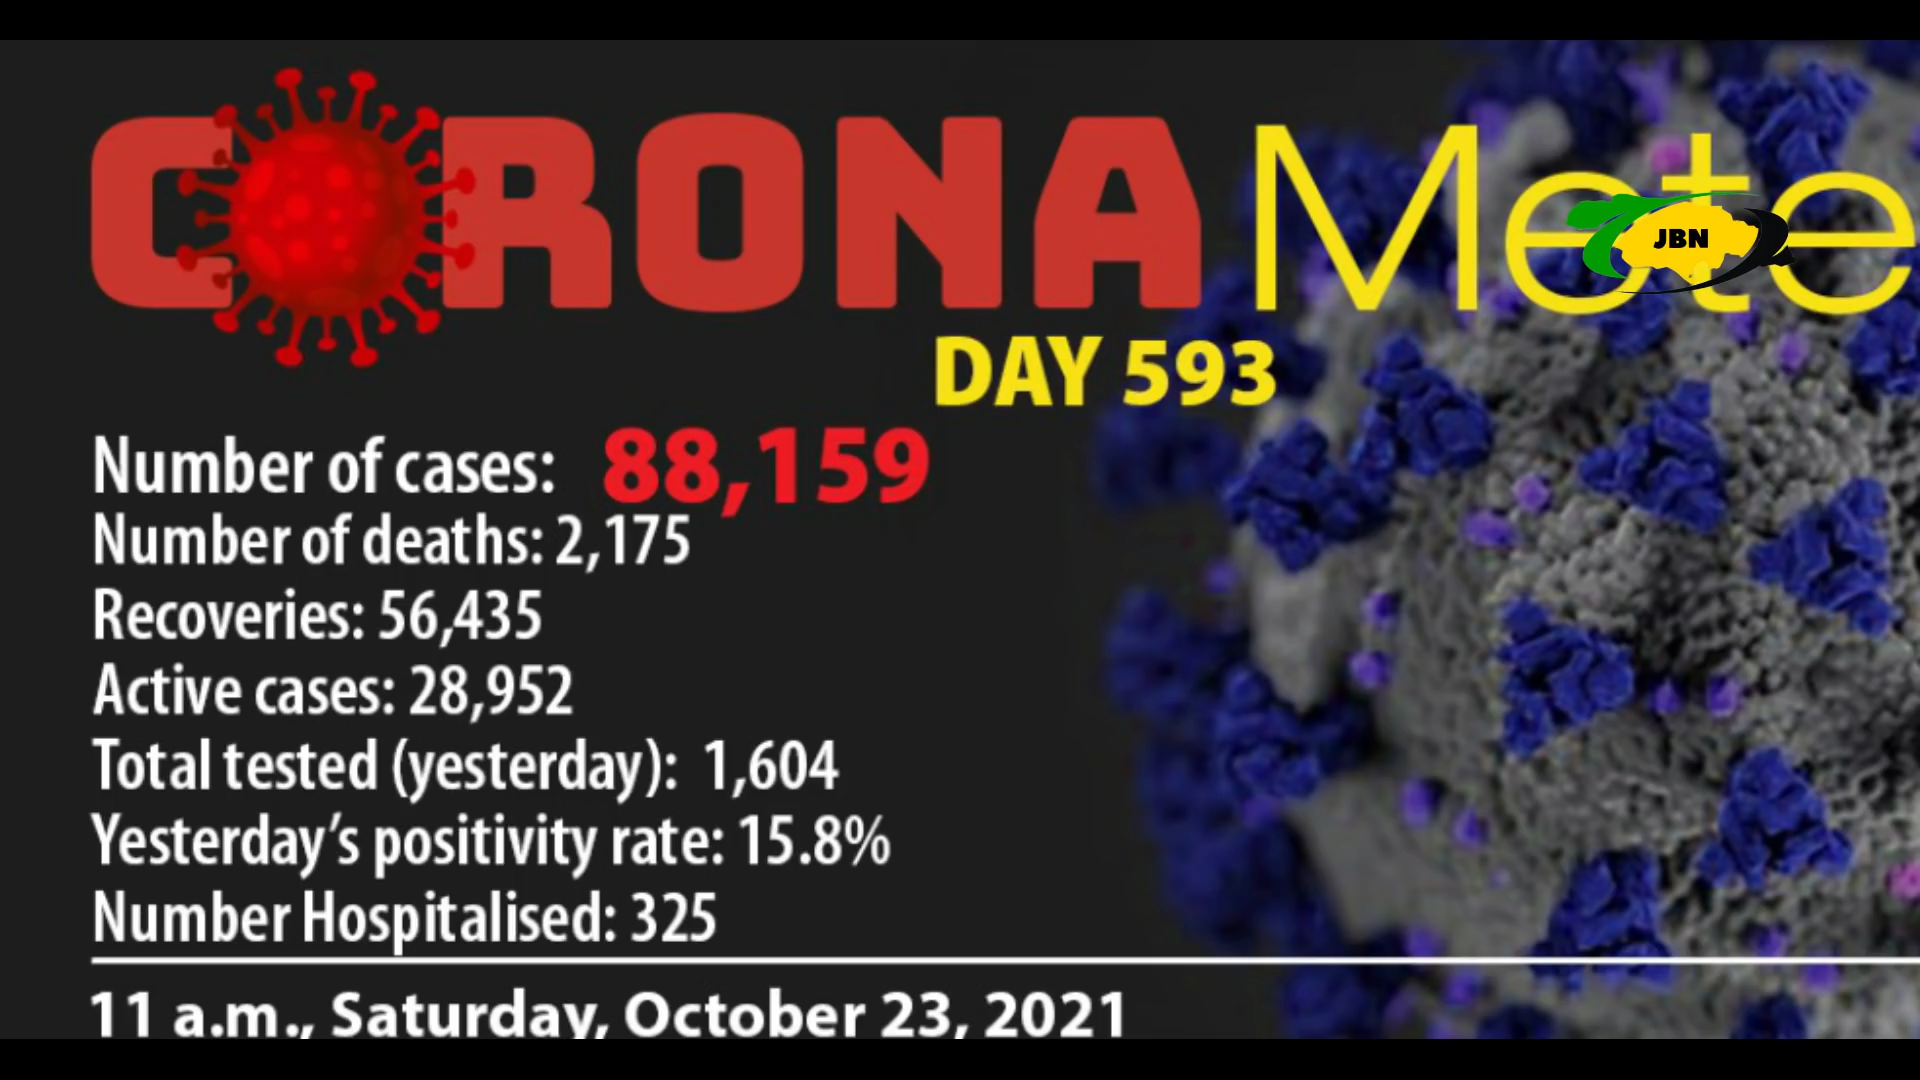 CORONA Mete
JBN
DAY 593
Number of cases: 88,159
Number of deaths: 2,175
Recoveries: 56,435
Active cases: 28,952
Total tested (yesterday): 1,604
Yesterday’s positivity rate: 15.8%
Number Hospitalised: 325
11 a.m., Saturday, October 23, 2021